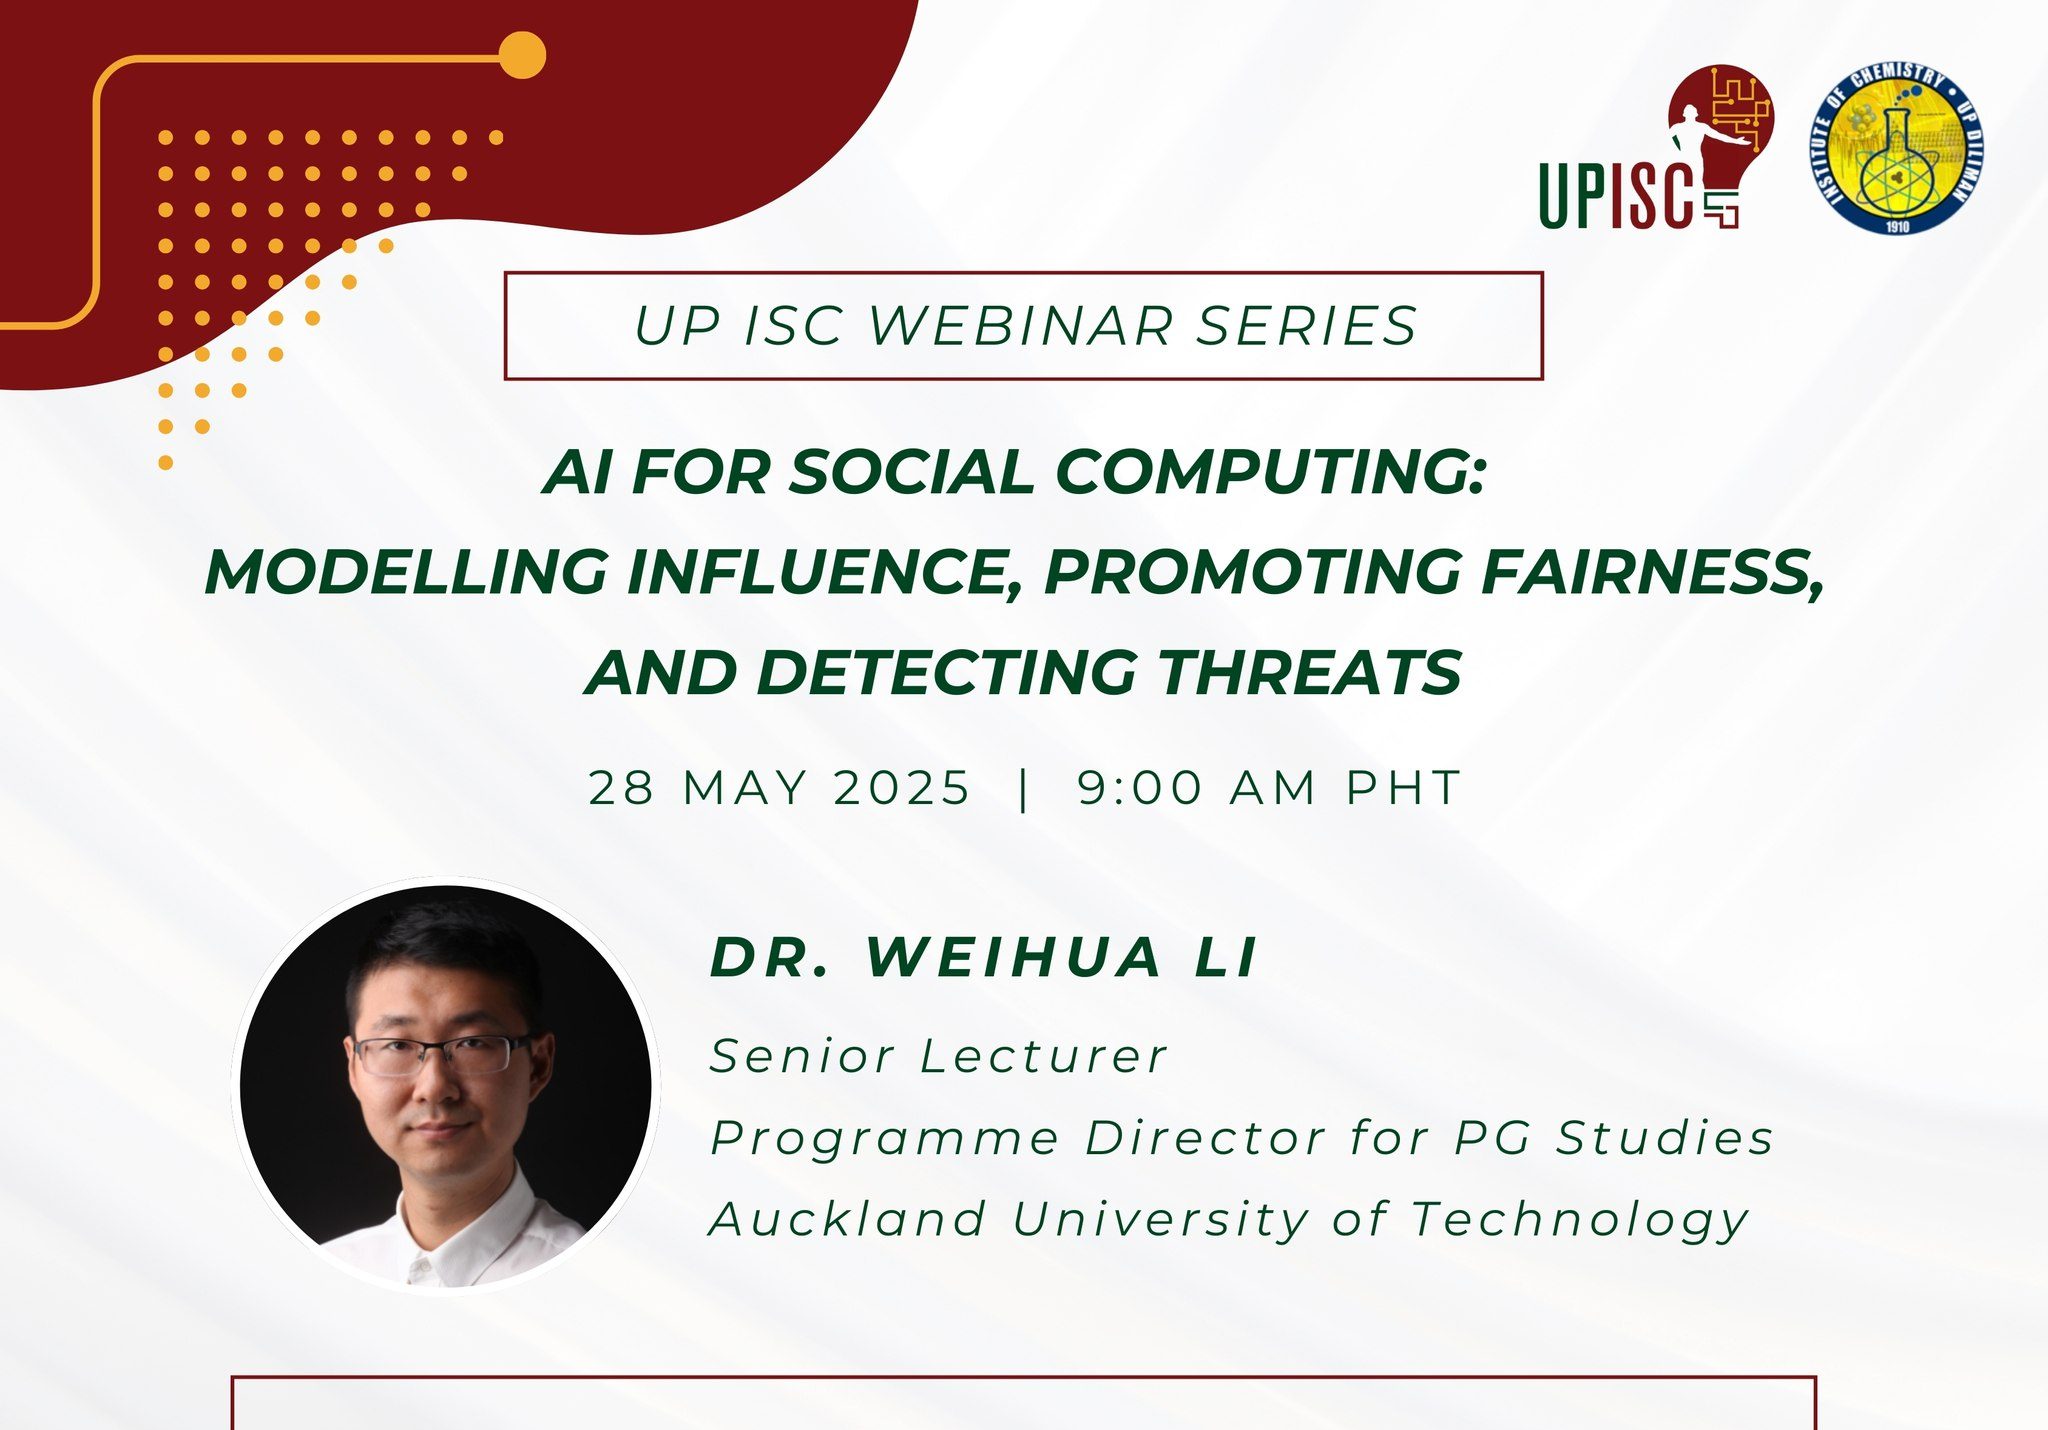 UPISC
INSTITUTE OF CHEMISTRY • UP DILIMAN
1910
UP ISC WEBINAR SERIES
AI FOR SOCIAL COMPUTING:
MODELLING INFLUENCE, PROMOTING FAIRNESS,
AND DETECTING THREATS
28 MAY 2025 | 9:00 AM PHT
DR. WEIHUA LI
Senior Lecturer
Programme Director for PG Studies
Auckland University of Technology